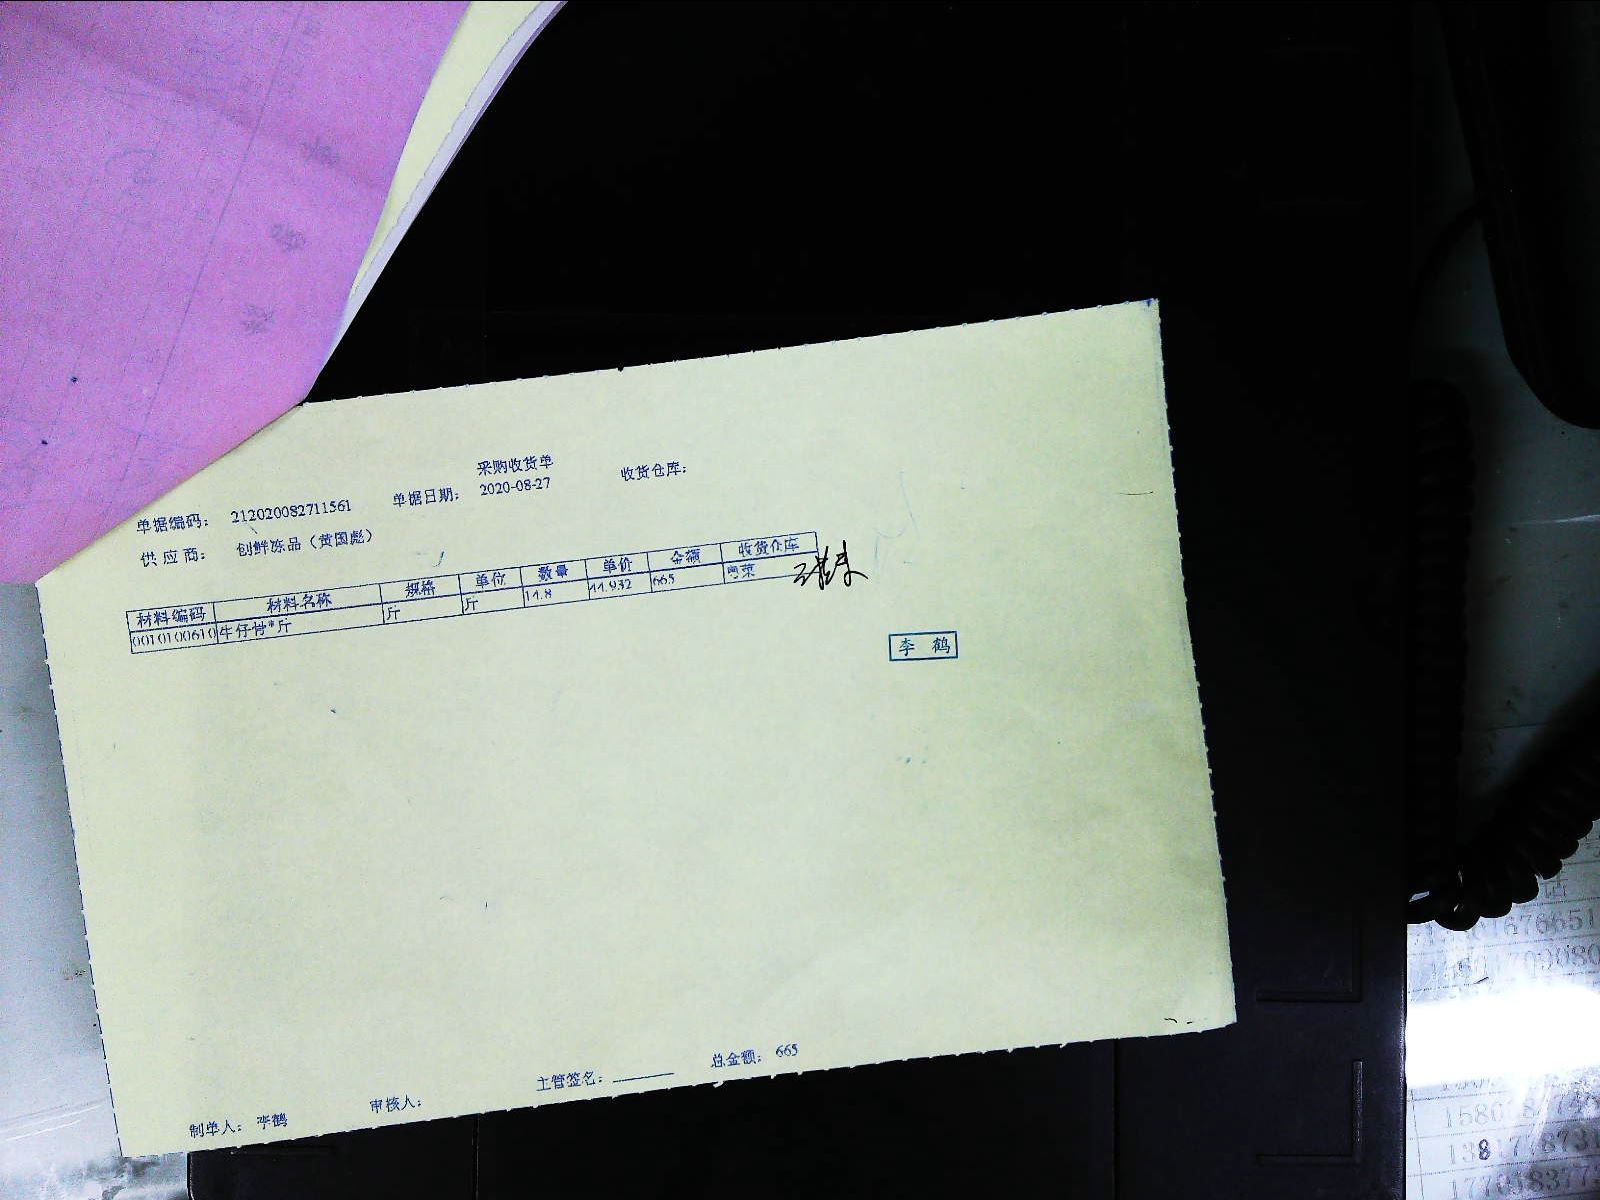 采购收货单
单据编码: 212020082711561 单据日期: 2020-08-27 收货仓库:
供应商: 创鲜冻品(黄国彪)
材料编码 材料名称 规格 单位 数量 单价 金额 收货仓库
0010100610 牛仔骨*斤 斤 斤 14.8 44.932 665 粤菜
李鹤
制单人: 李鹤 审核人: 主管签名: ______ 总金额: 665